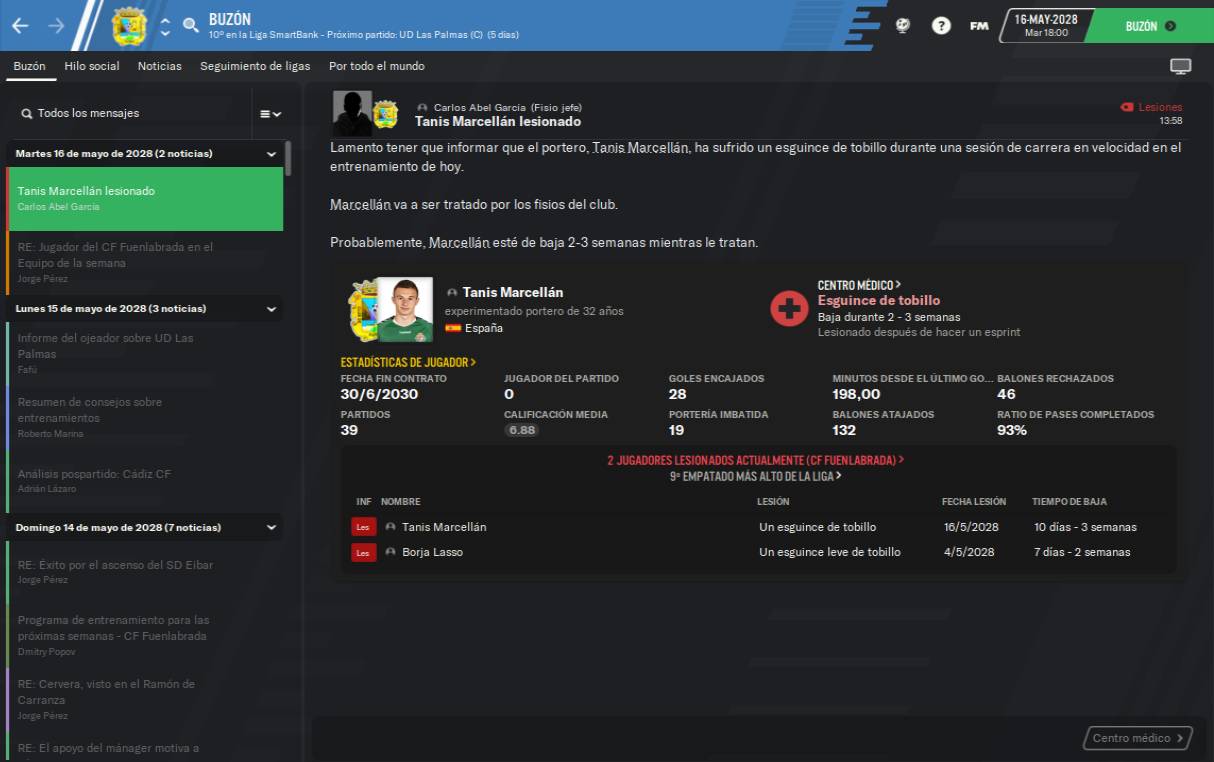 BUZÓN
10º en la Liga SmartBank - Próximo partido: UD Las Palmas (C) (5 días)
FM
16-MAY-2028
Mar 18:00
BUZÓN
Buzón Hilo social Noticias Seguimiento de ligas Por todo el mundo
Todos los mensajes
Martes 16 de mayo de 2028 (2 noticias)
Tanis Marcellán lesionado
Carlos Abel García
RE: Jugador del CF Fuenlabrada en el
Equipo de la semana
Jorge Pérez
Lunes 15 de mayo de 2028 (3 noticias)
Informe del ojeador sobre UD Las
Palmas
Fafú
Resumen de consejos sobre
entrenamientos
Roberto Marina
Análisis pospartido: Cádiz CF
Adrián Lázaro
Domingo 14 de mayo de 2028 (7 noticias)
RE: Éxito por el ascenso del SD Eibar
Jorge Pérez
Programa de entrenamiento para las
próximas semanas - CF Fuenlabrada
Dmitry Popov
RE: Cervera, visto en el Ramón de
Carranza
Jorge Pérez
RE: El apoyo del mánager motiva a
Carlos Abel García (Fisio jefe)
Tanis Marcellán lesionado
Lesiones
13:58
Lamento tener que informar que el portero, Tanis Marcellán, ha sufrido un esguince de tobillo durante una sesión de carrera en velocidad en el
entrenamiento de hoy.
Marcellán va a ser tratado por los fisios del club.
Probablemente, Marcellán esté de baja 2-3 semanas mientras le tratan.
Tanis Marcellán
experimentado portero de 32 años
España
CENTRO MÉDICO >
Esguince de tobillo
Baja durante 2 - 3 semanas
Lesionado después de hacer un esprint
ESTADÍSTICAS DE JUGADOR >
FECHA FIN CONTRATO JUGADOR DEL PARTIDO GOLES ENCAJADOS MINUTOS DESDE EL ÚLTIMO GO... BALONES RECHAZADOS
30/6/2030 0 28 198,00 46
PARTIDOS CALIFICACIÓN MEDIA PORTERÍA IMBATIDA BALONES ATAJADOS RATIO DE PASES COMPLETADOS
39 6.88 19 132 93%
2 JUGADORES LESIONADOS ACTUALMENTE (CF FUENLABRADA) >
9º EMPATADO MÁS ALTO DE LA LIGA >
INF NOMBRE LESIÓN FECHA LESIÓN TIEMPO DE BAJA
Les Tanis Marcellán Un esguince de tobillo 16/5/2028 10 días - 3 semanas
Les Borja Lasso Un esguince leve de tobillo 4/5/2028 7 días - 2 semanas
Centro médico >